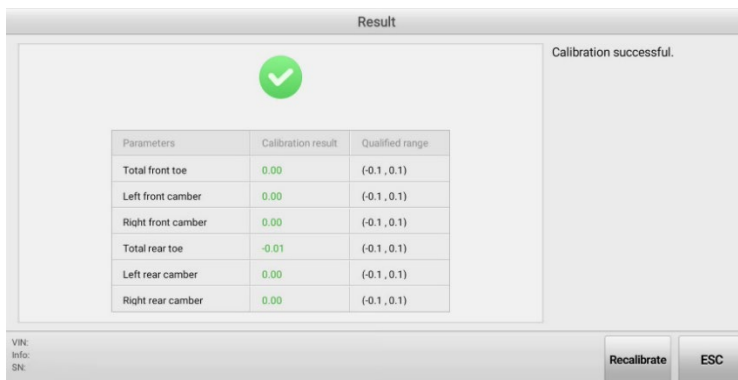 Result
Calibration successful.
Parameters Calibration result Qualified range
Total front toe 0.00 (-0.1 , 0.1)
Left front camber 0.00 (-0.1 , 0.1)
Right front camber 0.00 (-0.1 , 0.1)
Total rear toe -0.01 (-0.1 , 0.1)
Left rear camber 0.00 (-0.1 , 0.1)
Right rear camber 0.00 (-0.1 , 0.1)
VIN:
Info:
SN:
Recalibrate ESC